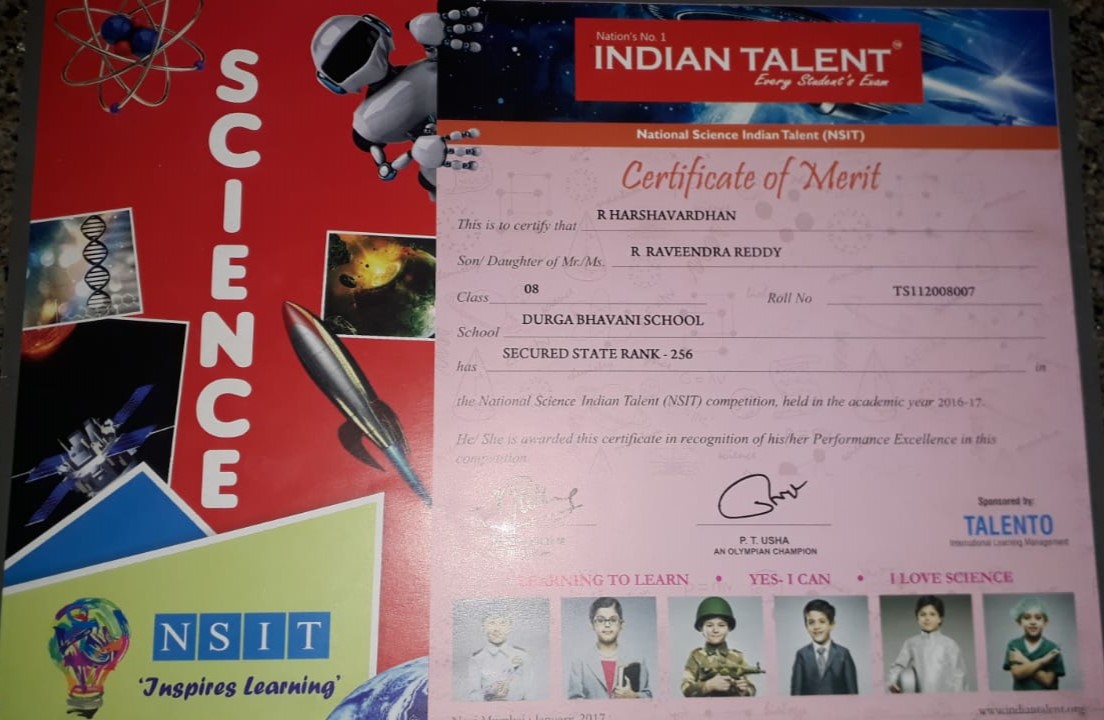 SCIENCE
NSIT
'Inspires Learning'
Nation's No. 1
INDIAN TALENT™
Every Student's Exam
National Science Indian Talent (NSIT)
Certificate of Merit
This is to certify that R HARSHAVARDHAN
Son/ Daughter of Mr./Ms. R RAVEENDRA REDDY
Class 08 Roll No TS112008007
School DURGA BHAVANI SCHOOL
has SECURED STATE RANK - 256 in
the National Science Indian Talent (NSIT) competition, held in the academic year 2016-17.
He/ She is awarded this certificate in recognition of his/her Performance Excellence in this
competition.
P. T. USHA
AN OLYMPIAN CHAMPION
Sponsored by:
TALENTO
International Learning Management
LEARNING TO LEARN • YES- I CAN • I LOVE SCIENCE
Navi Mumbai | January, 2017
www.indiantalent.org